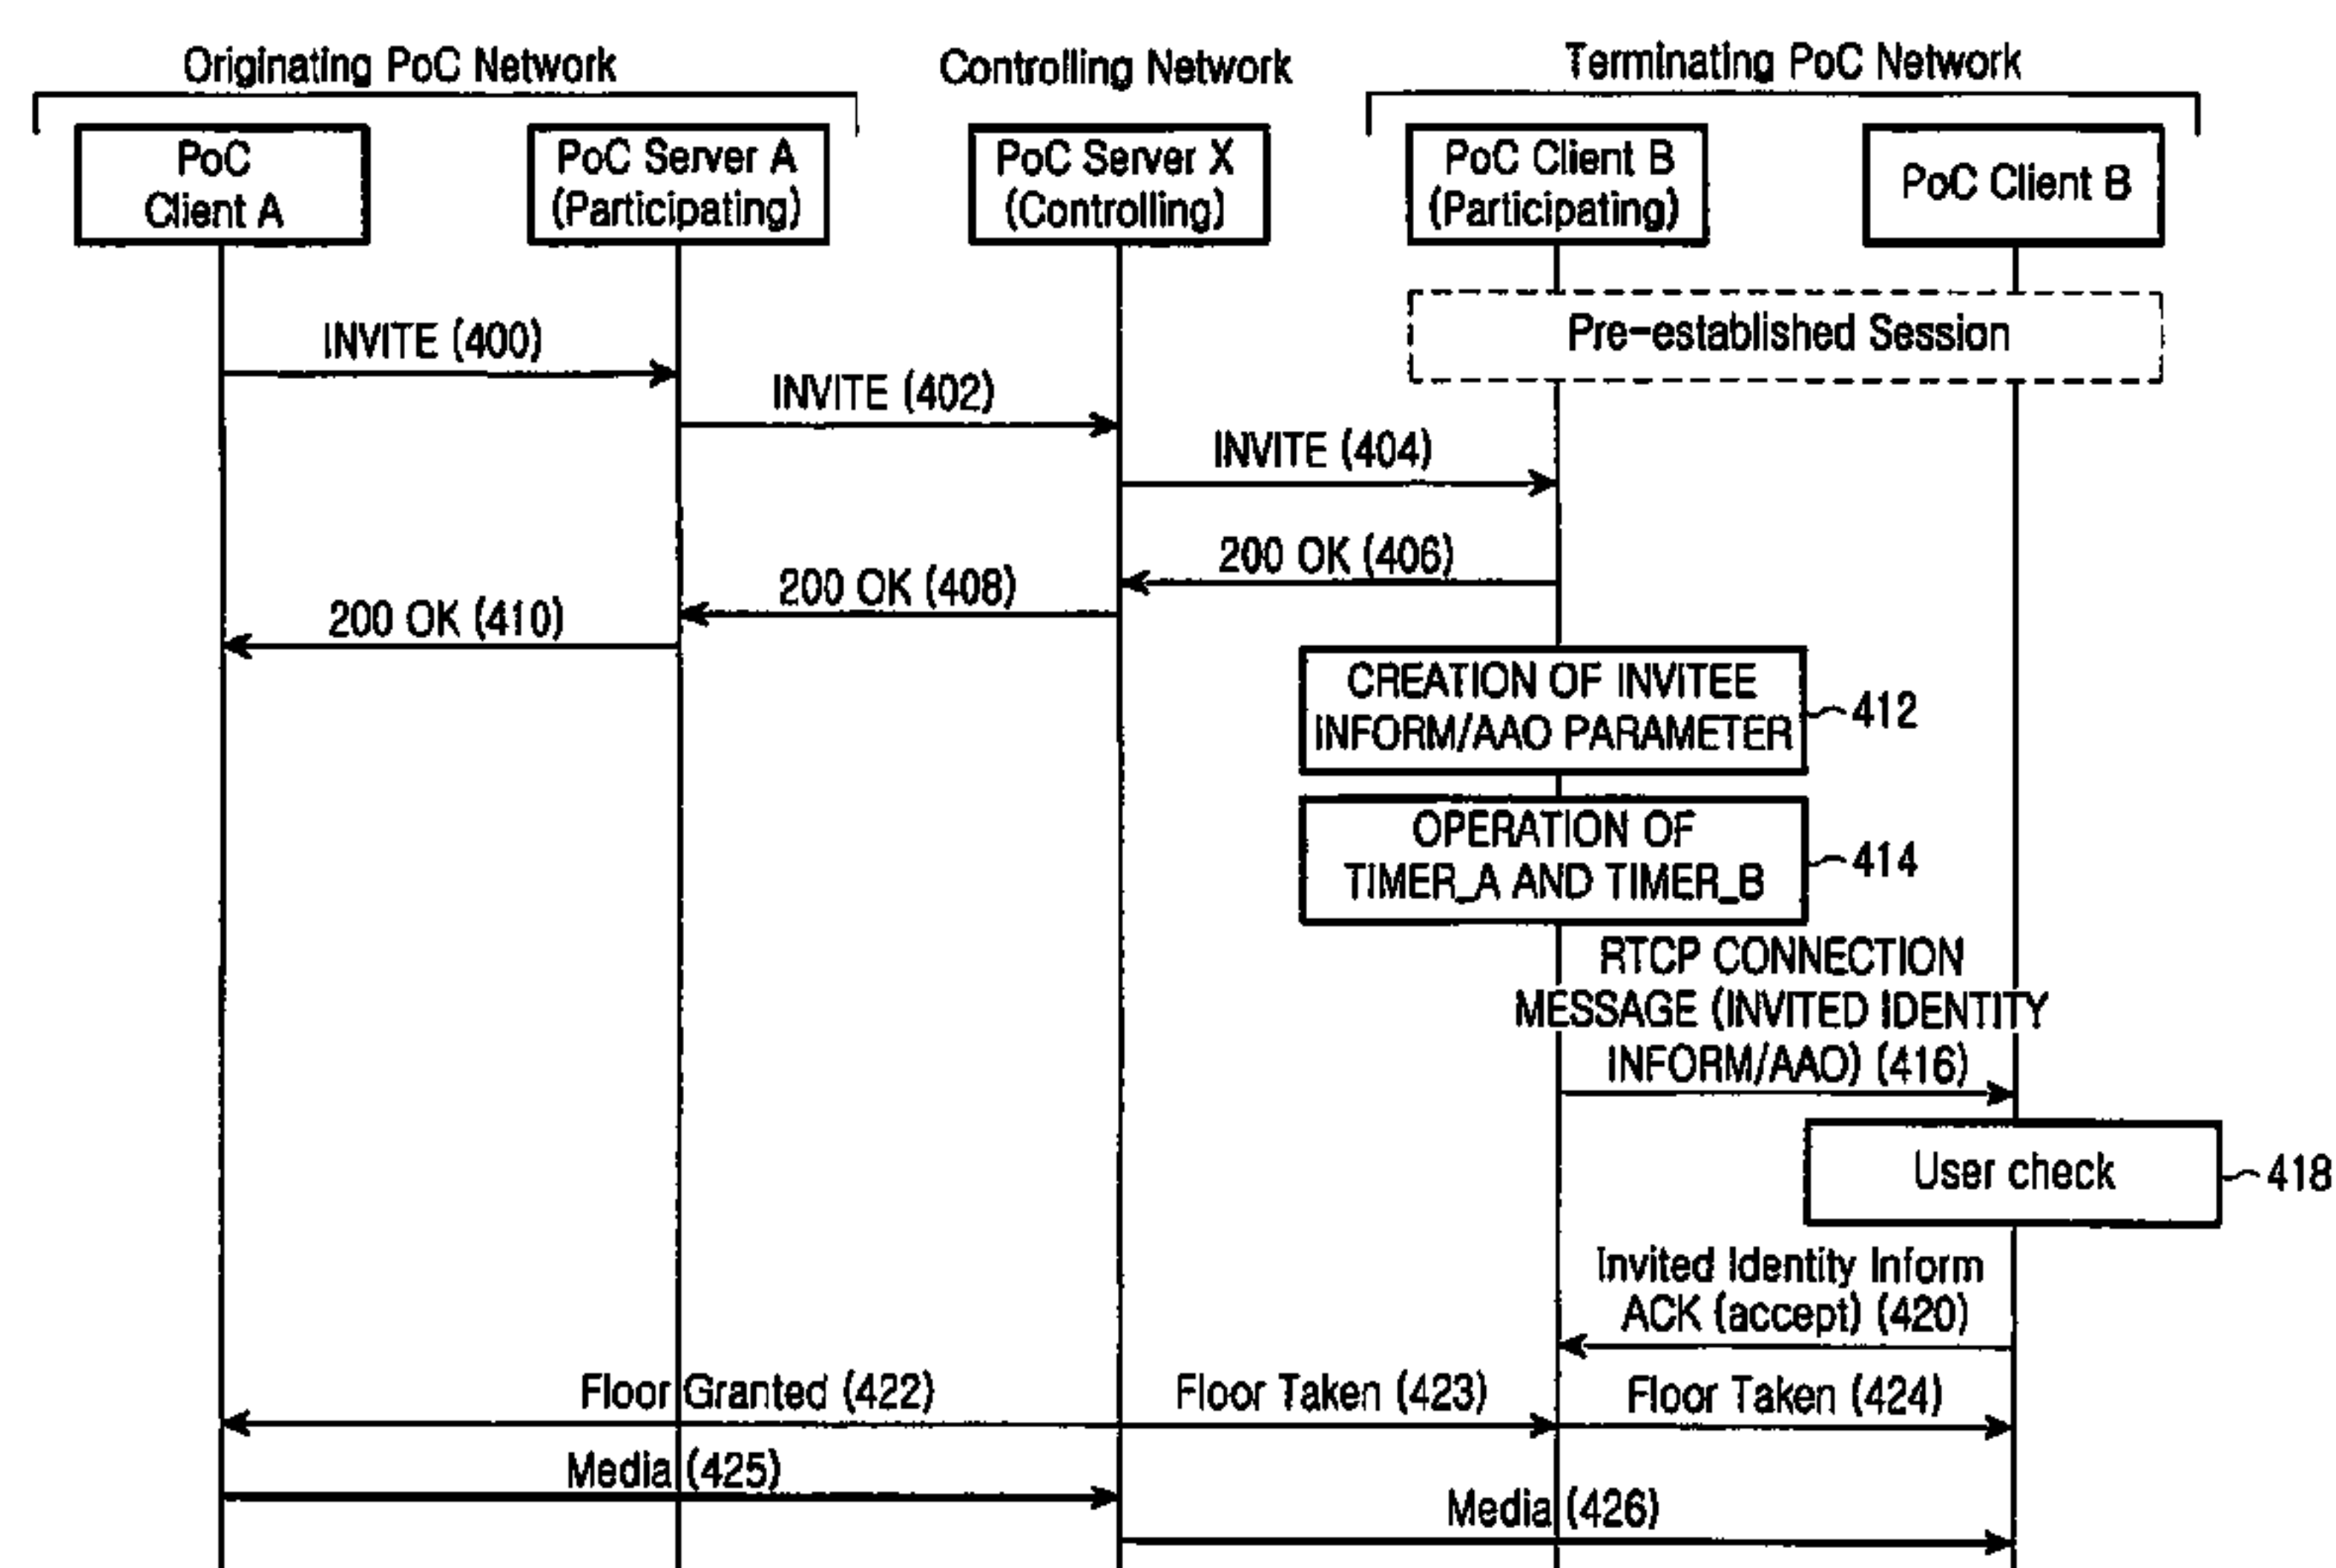 Originating PoC Network
Controlling Network
Terminating PoC Network
PoC
Client A
PoC Server A
(Participating)
PoC Server X
(Controlling)
PoC Client B
(Participating)
PoC Client B
Pre-established Session
INVITE (400)
INVITE (402)
INVITE (404)
200 OK (406)
200 OK (408)
200 OK (410)
CREATION OF INVITEE
INFORM/AAO PARAMETER
412
OPERATION OF
TIMER_A AND TIMER_B
414
RTCP CONNECTION
MESSAGE (INVITED IDENTITY
INFORM/AAO) (416)
User check
418
Invited Identity Inform
ACK (accept) (420)
Floor Granted (422)
Floor Taken (423)
Floor Taken (424)
Media (425)
Media (426)